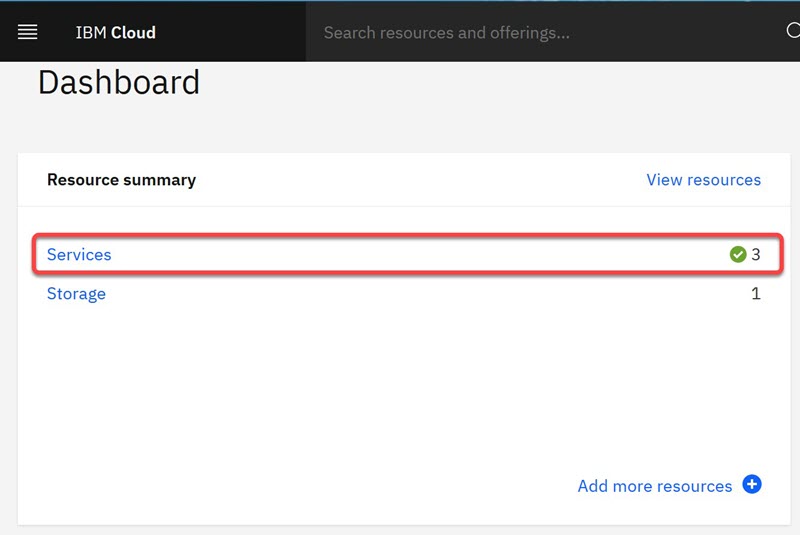 IBM Cloud
Search resources and offerings...
Dashboard
Resource summary
View resources
Services 3
Storage 1
Add more resources